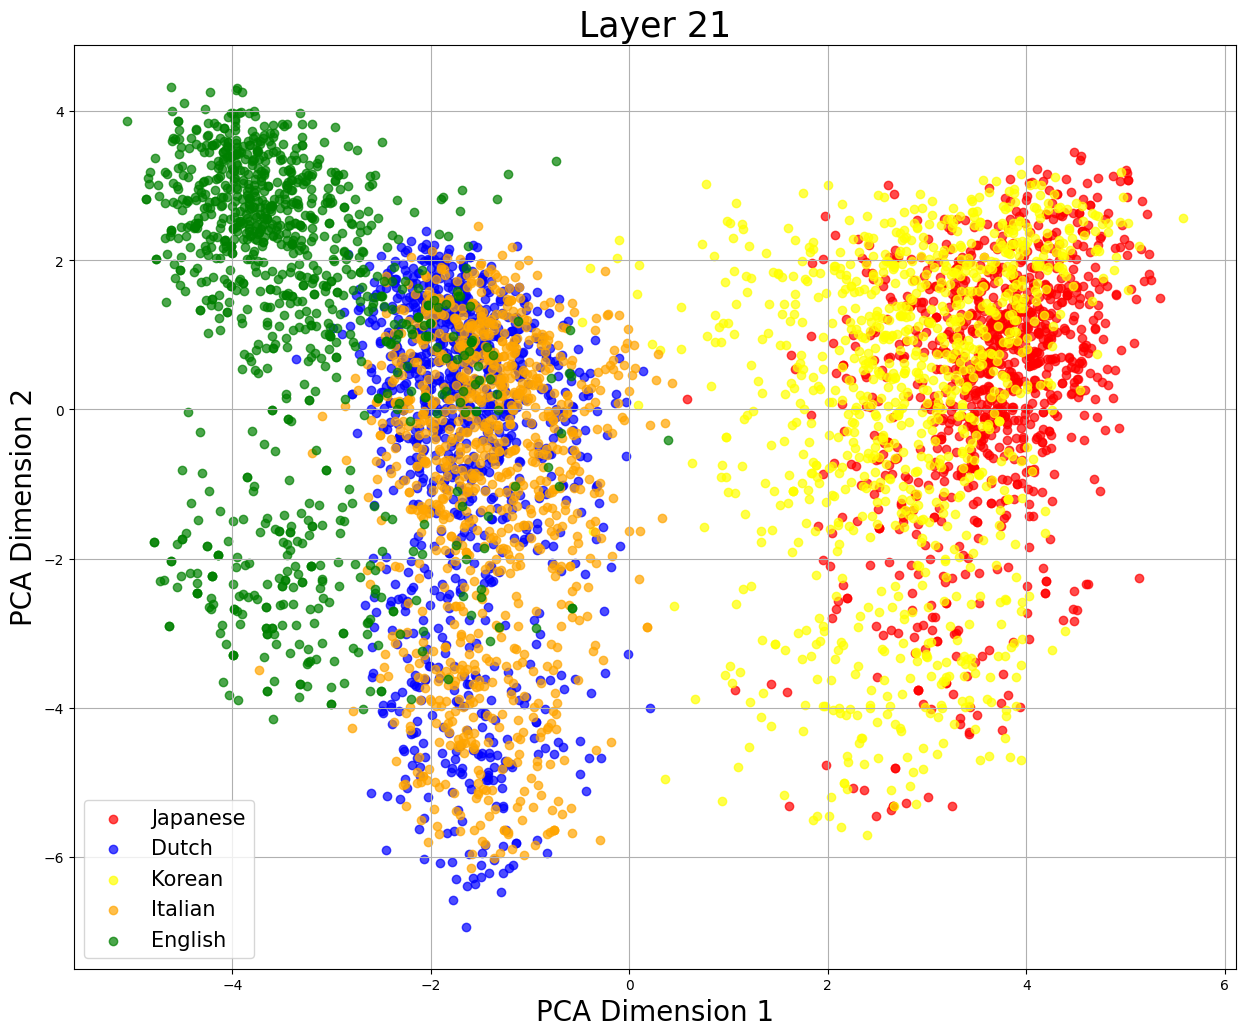 Layer 21
PCA Dimension 2
4
2
0
−2
−4
−6
Japanese
Dutch
Korean
Italian
English
−4
−2
0
2
4
6
PCA Dimension 1